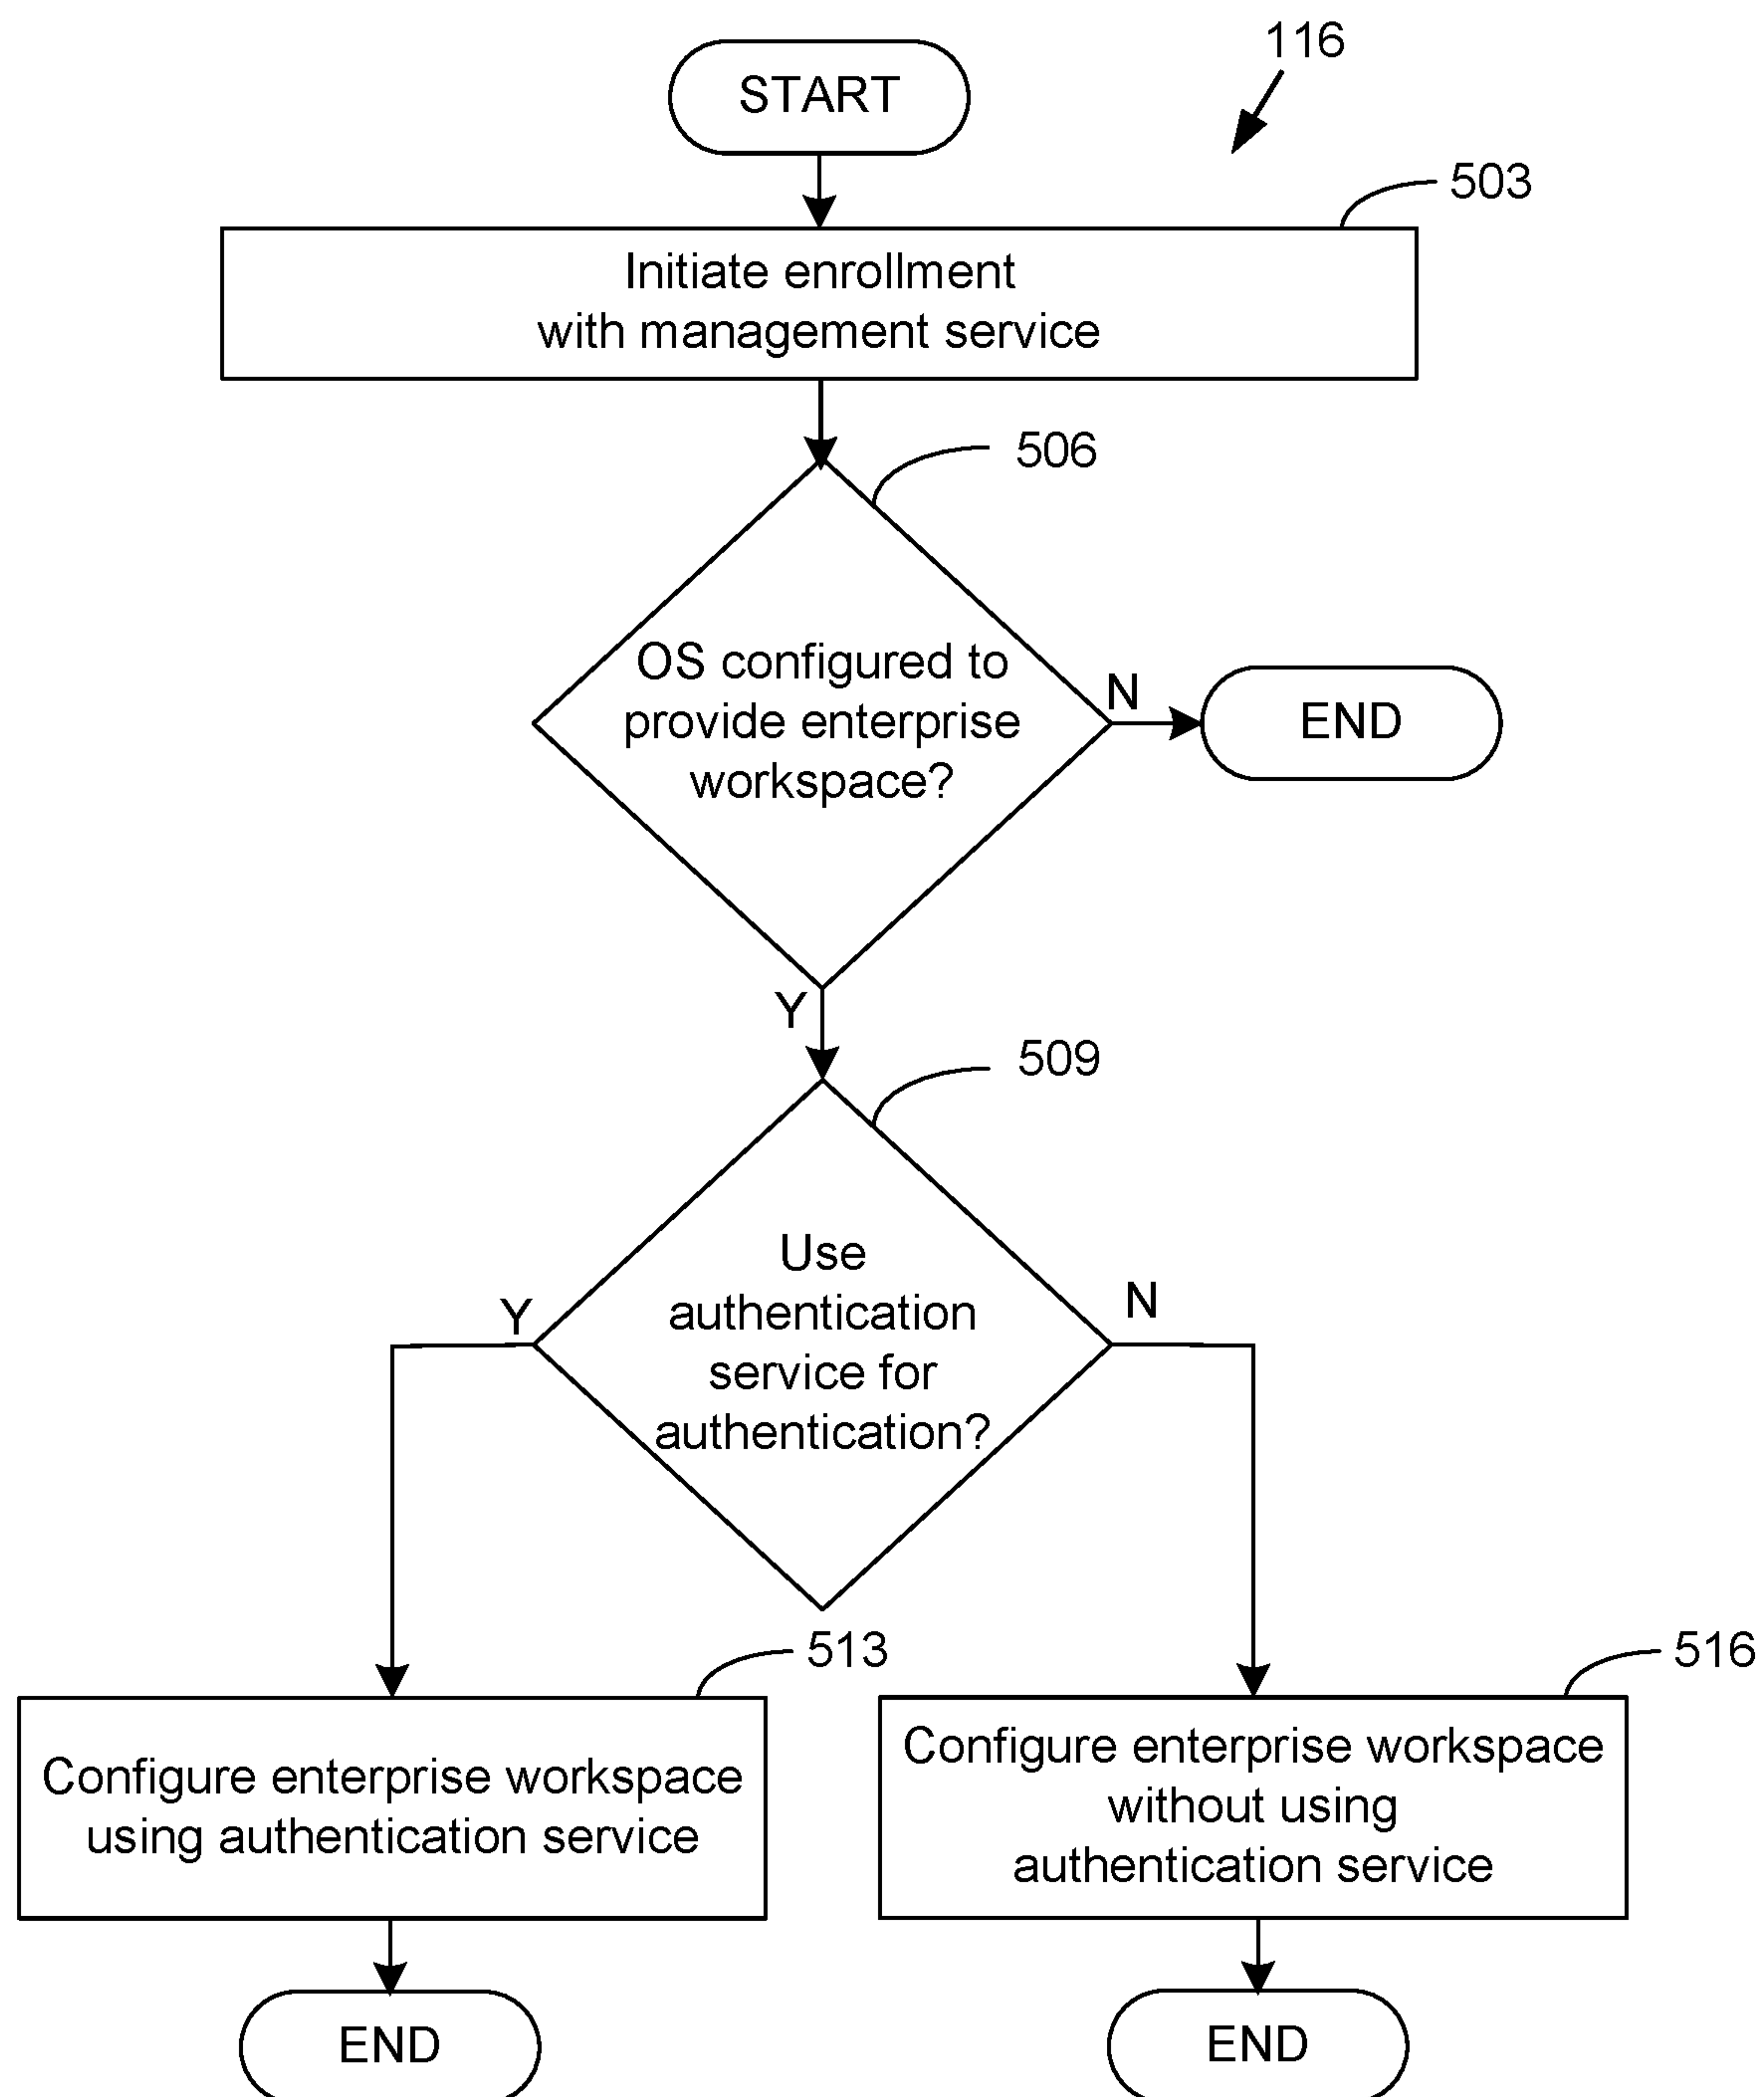 116
START
503
Initiate enrollment
with management service
506
OS configured to
provide enterprise
workspace?
N
END
Y
509
Use
authentication
service for
authentication?
Y
N
513
Configure enterprise workspace
using authentication service
516
Configure enterprise workspace
without using
authentication service
END
END